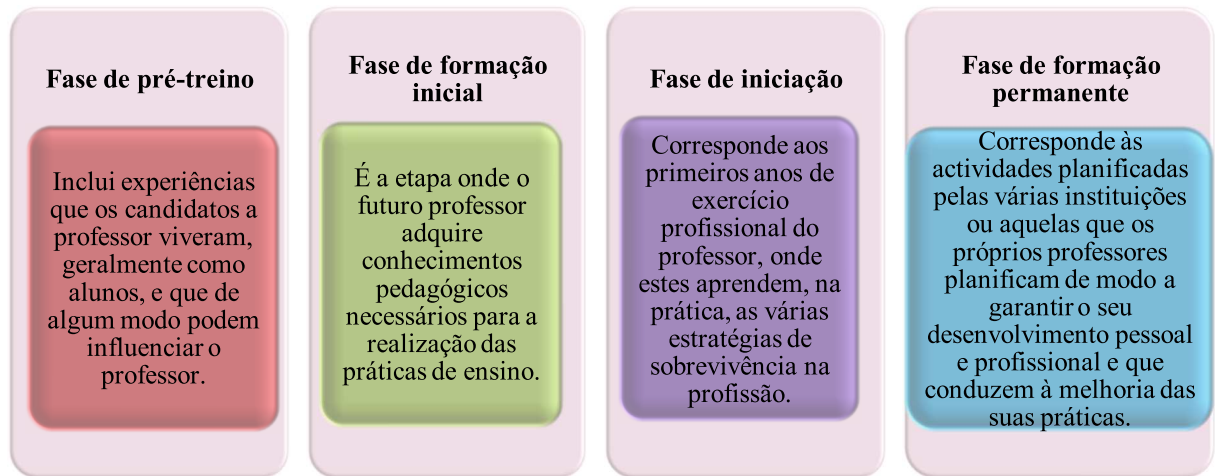 Fase de pré-treino
Inclui experiências
que os candidatos a
professor viveram,
geralmente como
alunos, e que de
algum modo podem
influenciar o
professor.
Fase de formação
inicial
É a etapa onde o
futuro professor
adquire
conhecimentos
pedagógicos
necessários para a
realização das
práticas de ensino.
Fase de iniciação
Corresponde aos
primeiros anos de
exercício
profissional do
professor, onde
estes aprendem, na
prática, as várias
estratégias de
sobrevivência na
profissão.
Fase de formação
permanente
Corresponde às
actividades planificadas
pelas várias instituições
ou aquelas que os
próprios professores
planificam de modo a
garantir o seu
desenvolvimento pessoal
e profissional e que
conduzem à melhoria das
suas práticas.